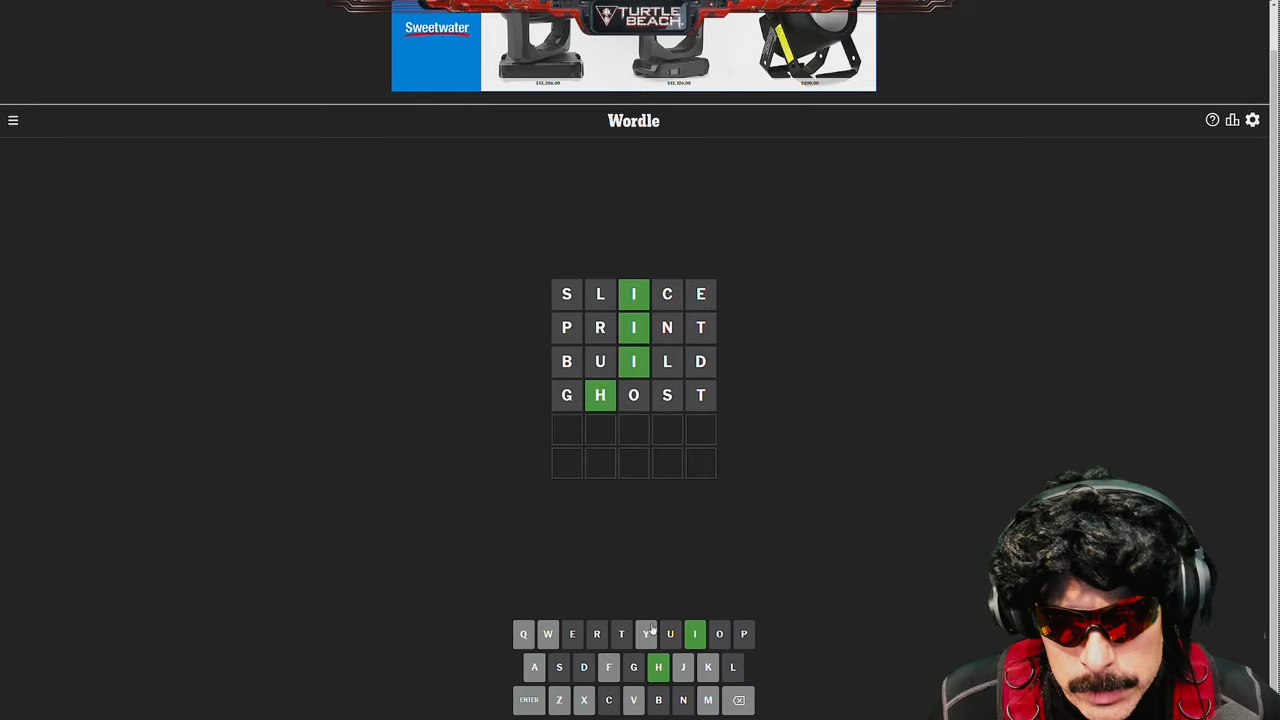 TURTLE BEACH
Sweetwater
Wordle
S L I C E
P R I N T
B U I L D
G H O S T
Q W E R T Y U I O P
A S D F G H J K L
ENTER Z X C V B N M